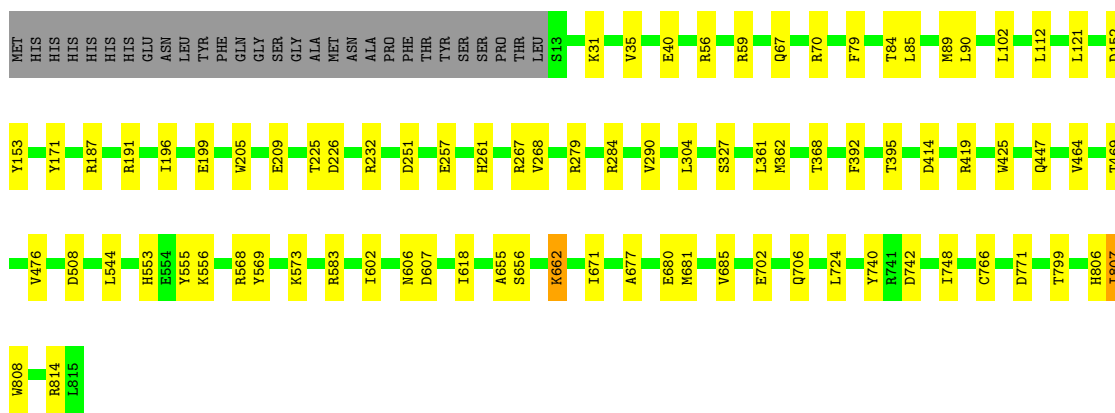 MET HIS HIS HIS HIS HIS HIS GLU ASN LEU TYR PHE GLN GLY SER GLY ALA MET ASN ALA PRO PHE THR TYR SER SER PRO THR LEU S13 K31 V35 E40 R56 R59 Q67 R70 F79 T84 L85 M89 L90 L102 L112 L121 D152
Y153 Y171 R187 R191 I196 E199 W205 E209 T225 D226 R232 D251 E257 H261 R267 V268 R279 R284 V290 L304 S327 L361 M362 T368 F392 T395 D414 R419 W425 Q447 V464 T469
V476 D508 L544 H553 E554 Y555 K556 R568 Y569 K573 R583 I602 N606 D607 I618 A655 S656 K662 I671 A677 E680 M681 V685 E702 Q706 L724 Y740 R741 D742 I748 C766 D771 T799 H806
W808 R814 L815